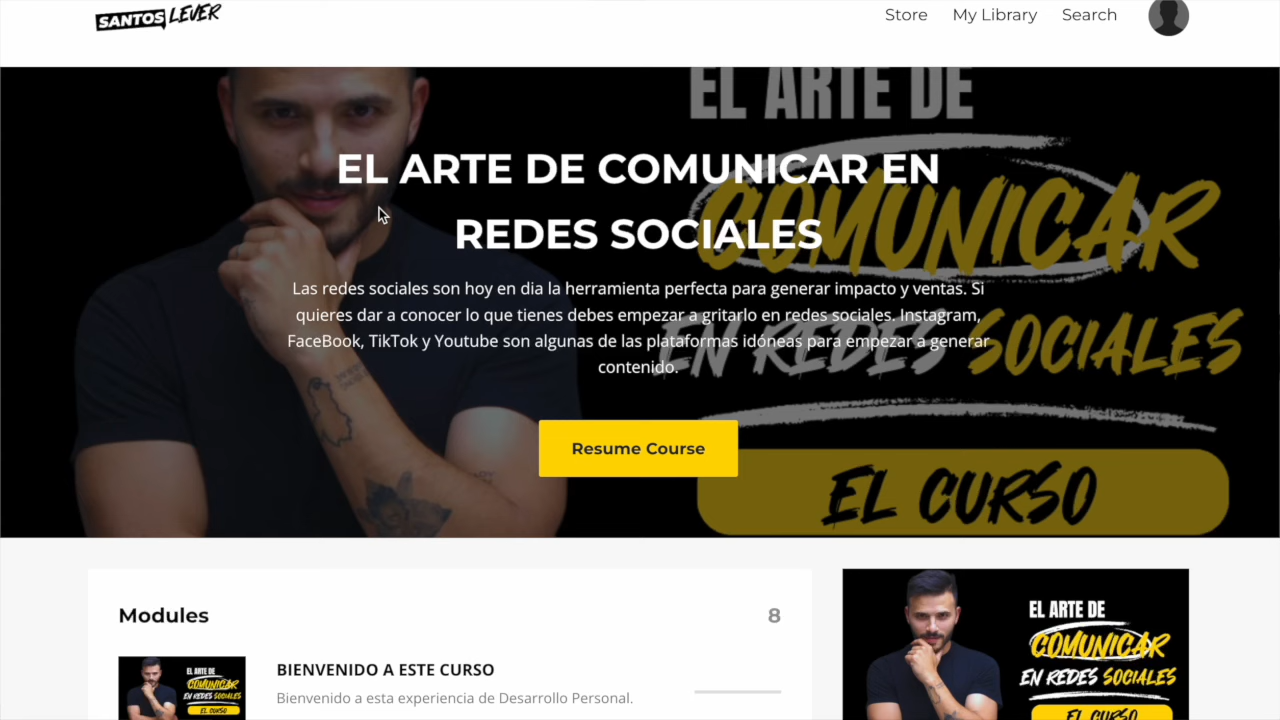 SANTOS LEVER
Store My Library Search
EL ARTE DE
COMUNICAR
EN REDES SOCIALES
EL CURSO
EL ARTE DE COMUNICAR EN
REDES SOCIALES
Las redes sociales son hoy en dia la herramienta perfecta para generar impacto y ventas. Si
quieres dar a conocer lo que tienes debes empezar a gritarlo en redes sociales. Instagram,
FaceBook, TikTok y Youtube son algunas de las plataformas idóneas para empezar a generar
contenido.
Resume Course
Modules 8
EL ARTE DE
COMUNICAR
EN REDES SOCIALES
EL CURSO
BIENVENIDO A ESTE CURSO
Bienvenido a esta experiencia de Desarrollo Personal.
EL ARTE DE
COMUNICAR
EN REDES SOCIALES
EL CURSO